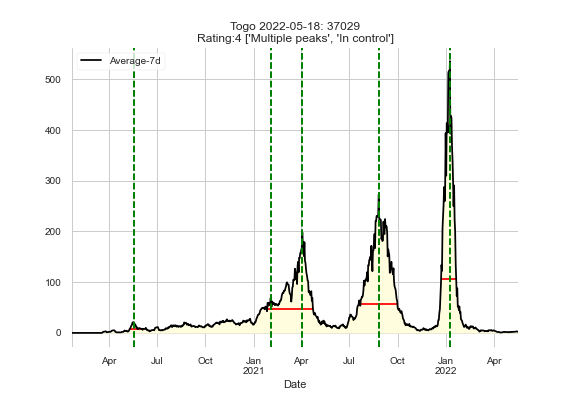 Togo 2022-05-18: 37029
Rating:4 ['Multiple peaks', 'In control']
Average-7d
500
400
300
200
100
0
Apr Jul Oct Jan Apr Jul Oct Jan Apr
2021 2022
Date